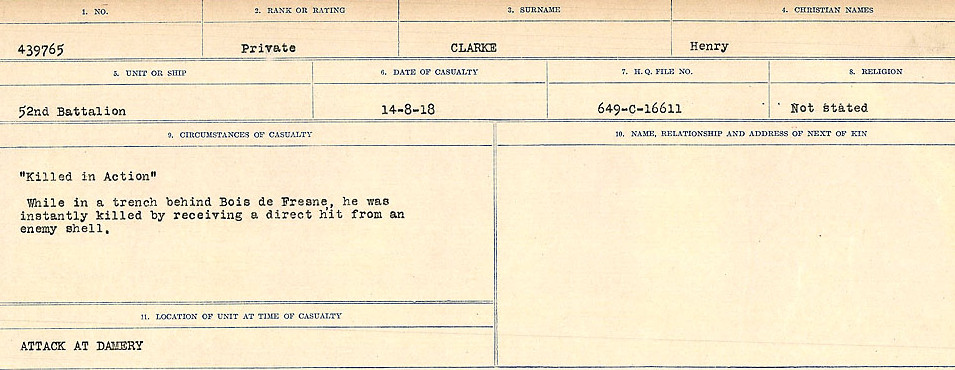 1. NO. 2. RANK OR RATING 3. SURNAME 4. CHRISTIAN NAMES
439765 Private CLARKE Henry
5. UNIT OR SHIP 6. DATE OF CASUALTY 7. H.Q. FILE NO. 8. RELIGION
52nd Battalion 14-8-18 649-C-16611 Not stated
9. CIRCUMSTANCES OF CASUALTY
"Killed in Action"
While in a trench behind Bois de Fresne, he was
instantly killed by receiving a direct hit from an
enemy shell.
10. NAME, RELATIONSHIP AND ADDRESS OF NEXT OF KIN
11. LOCATION OF UNIT AT TIME OF CASUALTY
ATTACK AT DAMERY